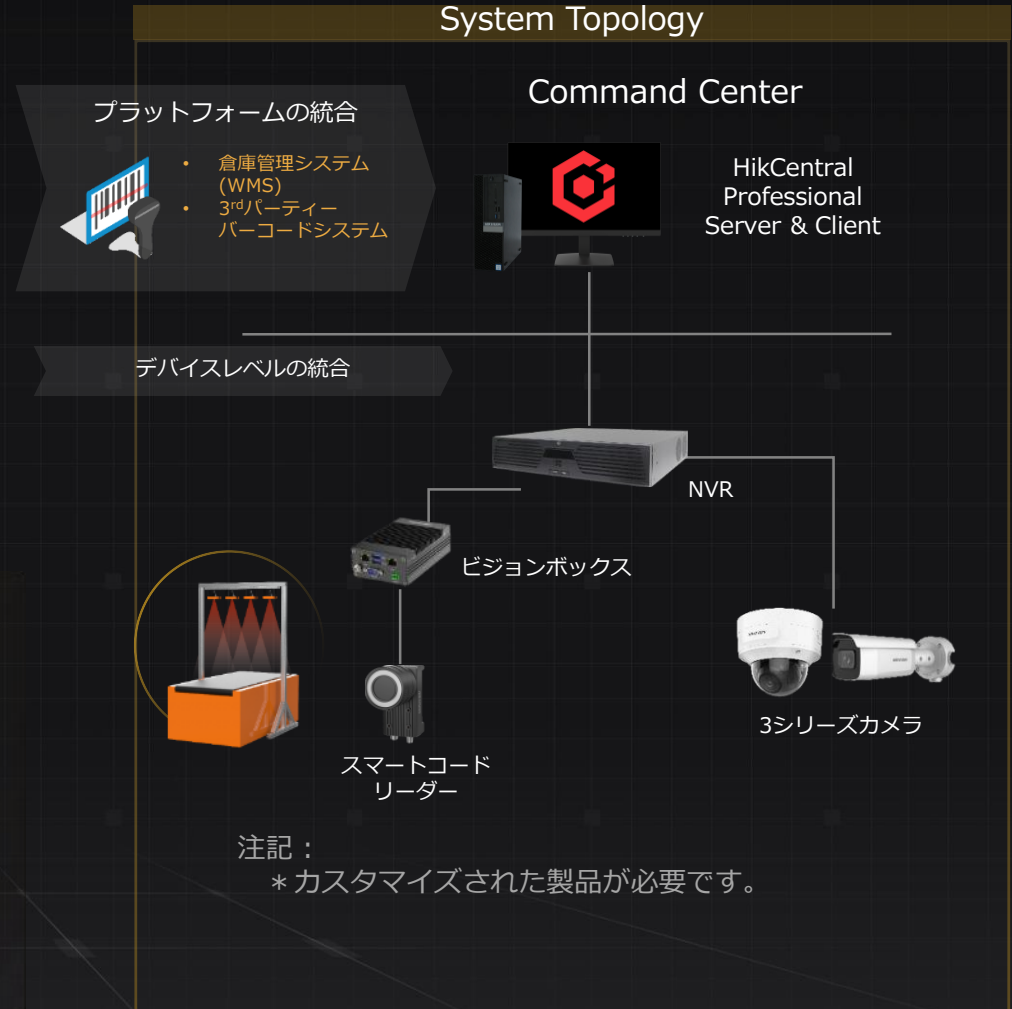 System Topology
プラットフォームの統合
• 倉庫管理システム
(WMS)
• 3rdパーティー
バーコードシステム
Command Center
HikCentral
Professional
Server & Client
デバイスレベルの統合
NVR
ビジョンボックス
3シリーズカメラ
スマートコード
リーダー
注記：
＊カスタマイズされた製品が必要です。